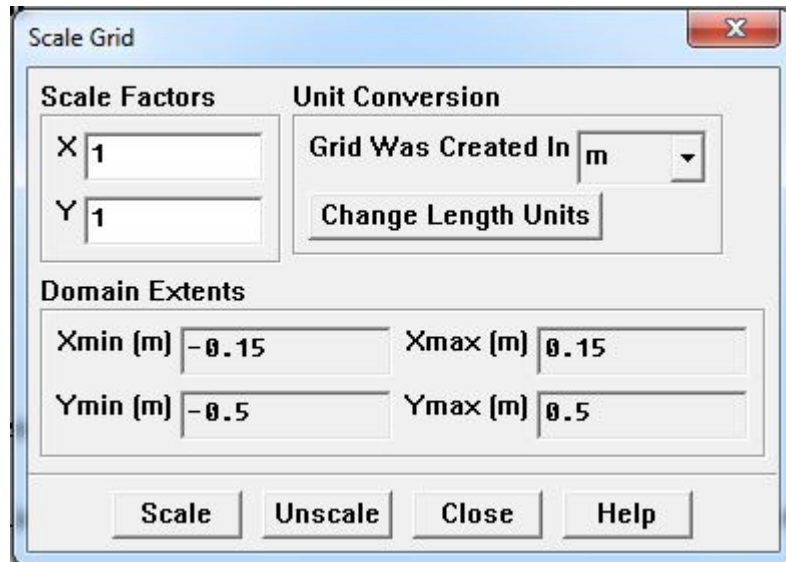 Scale Grid
Scale Factors
X 1
Y 1
Unit Conversion
Grid Was Created In m
Change Length Units
Domain Extents
Xmin (m) -0.15 Xmax (m) 0.15
Ymin (m) -0.5 Ymax (m) 0.5
Scale Unscale Close Help